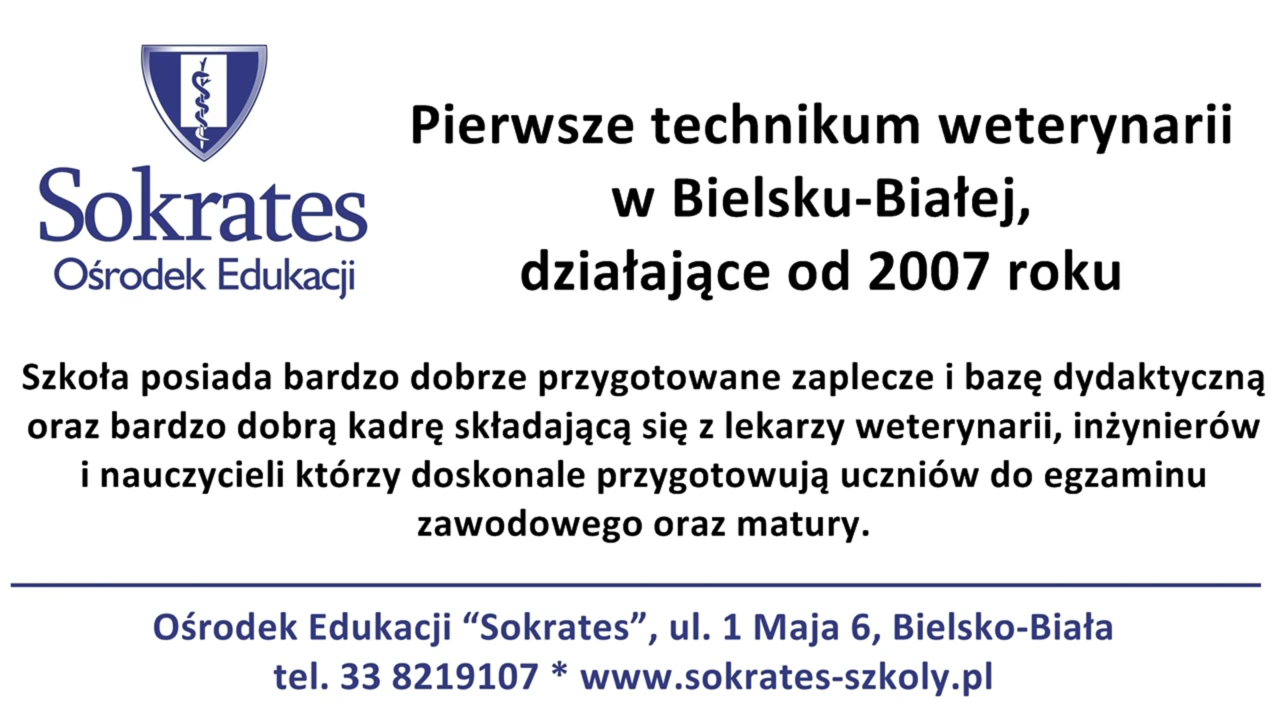 Sokrates
Ośrodek Edukacji
Pierwsze technikum weterynarii
w Bielsku-Białej,
działające od 2007 roku
Szkoła posiada bardzo dobrze przygotowane zaplecze i bazę dydaktyczną
oraz bardzo dobrą kadrę składającą się z lekarzy weterynarii, inżynierów
i nauczycieli którzy doskonale przygotowują uczniów do egzaminu
zawodowego oraz matury.
Ośrodek Edukacji “Sokrates”, ul. 1 Maja 6, Bielsko-Biała
tel. 33 8219107 * www.sokrates-szkoly.pl